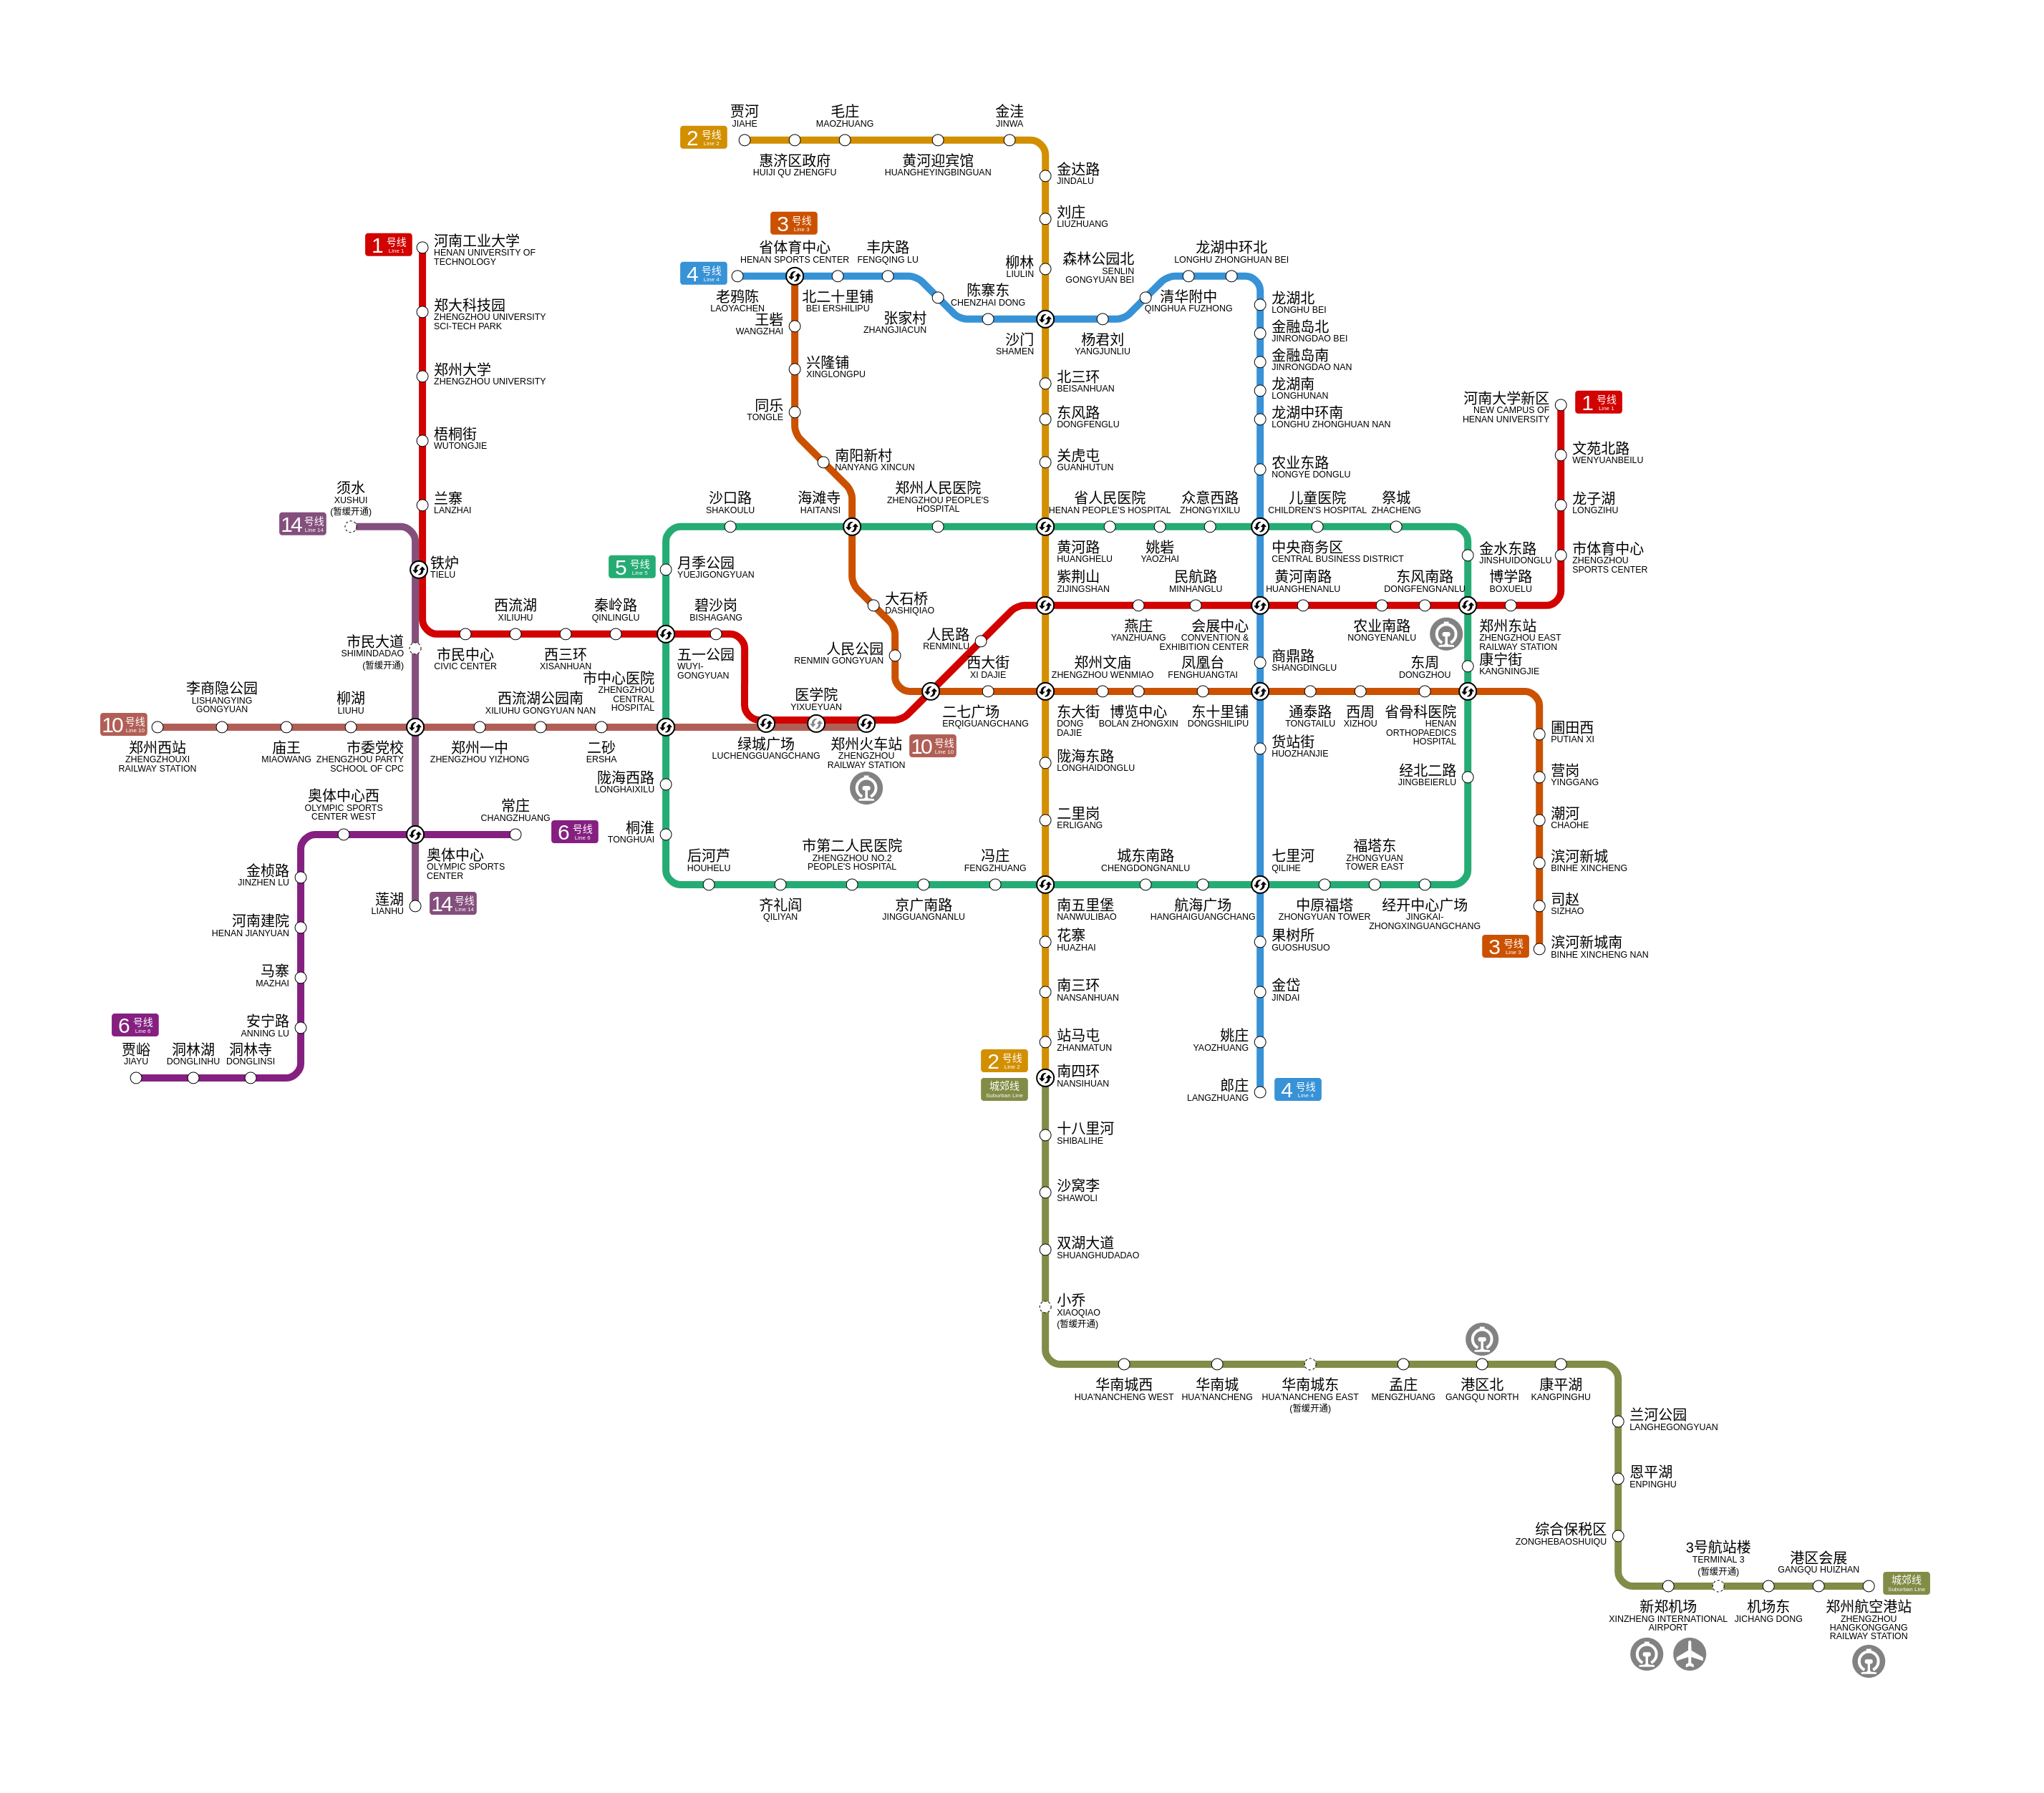 贾河
JIAHE
毛庄
MAOZHUANG
金洼
JINWA
2 号线
Line 2
惠济区政府
HUIJI QU ZHENGFU
黄河迎宾馆
HUANGHEYINGBINGUAN
金达路
JINDALU
刘庄
LIUZHUANG
3 号线
Line 3
1 号线
Line 1
河南工业大学
HENAN UNIVERSITY OF
TECHNOLOGY
省体育中心
HENAN SPORTS CENTER
丰庆路
FENGQING LU
柳林
LIULIN
森林公园北
SENLIN
GONGYUAN BEI
龙湖中环北
LONGHU ZHONGHUAN BEI
4 号线
Line 4
老鸦陈
LAOYACHEN
北二十里铺
BEI ERSHILIPU
陈寨东
CHENZHAI DONG
清华附中
QINGHUA FUZHONG
龙湖北
LONGHU BEI
郑大科技园
ZHENGZHOU UNIVERSITY
SCI-TECH PARK
王砦
WANGZHAI
张家村
ZHANGJIACUN
沙门
SHAMEN
杨君刘
YANGJUNLIU
金融岛北
JINRONGDAO BEI
金融岛南
JINRONGDAO NAN
郑州大学
ZHENGZHOU UNIVERSITY
兴隆铺
XINGLONGPU
北三环
BEISANHUAN
龙湖南
LONGHUNAN
河南大学新区
NEW CAMPUS OF
HENAN UNIVERSITY
1 号线
Line 1
同乐
TONGLE
东风路
DONGFENGLU
龙湖中环南
LONGHU ZHONGHUAN NAN
梧桐街
WUTONGJIE
南阳新村
NANYANG XINCUN
关虎屯
GUANHUTUN
农业东路
NONGYE DONGLU
文苑北路
WENYUANBEILU
须水
XUSHUI
(暂缓开通)
兰寨
LANZHAI
沙口路
SHAKOULU
海滩寺
HAITANSI
郑州人民医院
ZHENGZHOU PEOPLE'S
HOSPITAL
省人民医院
HENAN PEOPLE'S HOSPITAL
众意西路
ZHONGYIXILU
儿童医院
CHILDREN'S HOSPITAL
祭城
ZHACHENG
龙子湖
LONGZIHU
14 号线
Line 14
铁炉
TIELU
5 号线
Line 5
月季公园
YUEJIGONGYUAN
黄河路
HUANGHELU
姚砦
YAOZHAI
中央商务区
CENTRAL BUSINESS DISTRICT
金水东路
JINSHUIDONGLU
市体育中心
ZHENGZHOU
SPORTS CENTER
西流湖
XILIUHU
秦岭路
QINLINGLU
碧沙岗
BISHAGANG
大石桥
DASHIQIAO
紫荆山
ZIJINGSHAN
民航路
MINHANGLU
黄河南路
HUANGHENANLU
东风南路
DONGFENGNANLU
博学路
BOXUELU
市民大道
SHIMINDADAO
(暂缓开通)
市民中心
CIVIC CENTER
西三环
XISANHUAN
五一公园
WUYI-
GONGYUAN
人民公园
RENMIN GONGYUAN
人民路
RENMINLU
燕庄
YANZHUANG
会展中心
CONVENTION &
EXHIBITION CENTER
农业南路
NONGYENANLU
郑州东站
ZHENGZHOU EAST
RAILWAY STATION
李商隐公园
LISHANGYING
GONGYUAN
柳湖
LIUHU
西流湖公园南
XILIUHU GONGYUAN NAN
市中心医院
ZHENGZHOU
CENTRAL
HOSPITAL
医学院
YIXUEYUAN
西大街
XI DAJIE
郑州文庙
ZHENGZHOU WENMIAO
凤凰台
FENGHUANGTAI
商鼎路
SHANGDINGLU
东周
DONGZHOU
康宁街
KANGNINGJIE
10 号线
Line 10
郑州西站
ZHENGZHOUXI
RAILWAY STATION
庙王
MIAOWANG
市委党校
ZHENGZHOU PARTY
SCHOOL OF CPC
郑州一中
ZHENGZHOU YIZHONG
二砂
ERSHA
绿城广场
LUCHENGGUANGCHANG
郑州火车站
ZHENGZHOU
RAILWAY STATION
10 号线
Line 10
二七广场
ERQIGUANGCHANG
东大街
DONG
DAJIE
博览中心
BOLAN ZHONGXIN
东十里铺
DONGSHILIPU
通泰路
TONGTAILU
西周
XIZHOU
省骨科医院
HENAN
ORTHOPAEDICS
HOSPITAL
圃田西
PUTIAN XI
陇海西路
LONGHAIXILU
陇海东路
LONGHAIDONGLU
货站街
HUOZHANJIE
经北二路
JINGBEIERLU
营岗
YINGGANG
奥体中心西
OLYMPIC SPORTS
CENTER WEST
常庄
CHANGZHUANG
6 号线
Line 6
桐淮
TONGHUAI
二里岗
ERLIGANG
潮河
CHAOHE
奥体中心
OLYMPIC SPORTS
CENTER
后河芦
HOUHELU
市第二人民医院
ZHENGZHOU NO.2
PEOPLE'S HOSPITAL
冯庄
FENGZHUANG
城东南路
CHENGDONGNANLU
七里河
QILIHE
福塔东
ZHONGYUAN
TOWER EAST
滨河新城
BINHE XINCHENG
金桢路
JINZHEN LU
莲湖
LIANHU
14 号线
Line 14
齐礼阎
QILIYAN
京广南路
JINGGUANGNANLU
南五里堡
NANWULIBAO
航海广场
HANGHAIGUANGCHANG
中原福塔
ZHONGYUAN TOWER
经开中心广场
JINGKAI-
ZHONGXINGUANGCHANG
司赵
SIZHAO
河南建院
HENAN JIANYUAN
花寨
HUAZHAI
果树所
GUOSHUSUO
3 号线
Line 3
滨河新城南
BINHE XINCHENG NAN
马寨
MAZHAI
南三环
NANSANHUAN
金岱
JINDAI
6 号线
Line 6
安宁路
ANNING LU
站马屯
ZHANMATUN
姚庄
YAOZHUANG
贾峪
JIAYU
洞林湖
DONGLINHU
洞林寺
DONGLINSI
2 号线
Line 2
城郊线
Suburban Line
南四环
NANSIHUAN
郎庄
LANGZHUANG
4 号线
Line 4
十八里河
SHIBALIHE
沙窝李
SHAWOLI
双湖大道
SHUANGHUDADAO
小乔
XIAOQIAO
(暂缓开通)
华南城西
HUA'NANCHENG WEST
华南城
HUA'NANCHENG
华南城东
HUA'NANCHENG EAST
(暂缓开通)
孟庄
MENGZHUANG
港区北
GANGQU NORTH
康平湖
KANGPINGHU
兰河公园
LANGHEGONGYUAN
恩平湖
ENPINGHU
综合保税区
ZONGHEBAOSHUIQU
3号航站楼
TERMINAL 3
(暂缓开通)
港区会展
GANGQU HUIZHAN
城郊线
Suburban Line
新郑机场
XINZHENG INTERNATIONAL
AIRPORT
机场东
JICHANG DONG
郑州航空港站
ZHENGZHOU
HANGKONGGANG
RAILWAY STATION